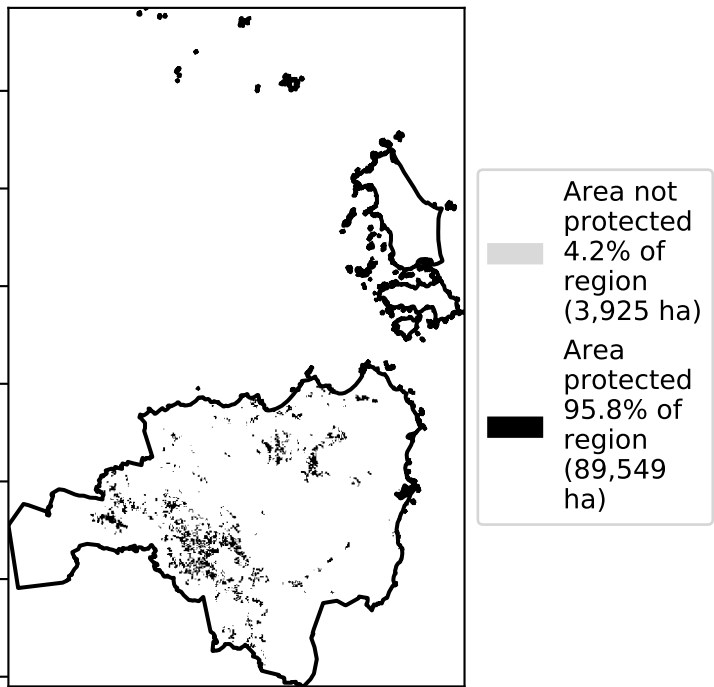 Area not
protected
4.2% of
region
(3,925 ha)
Area
protected
95.8% of
region
(89,549
ha)